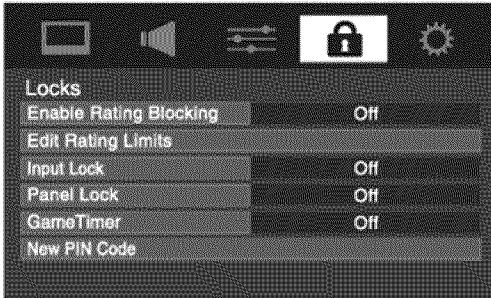 Locks
Enable Rating Blocking Off
Edit Rating Limits
Input Lock Off
Panel Lock Off
GameTimer Off
New PIN Code